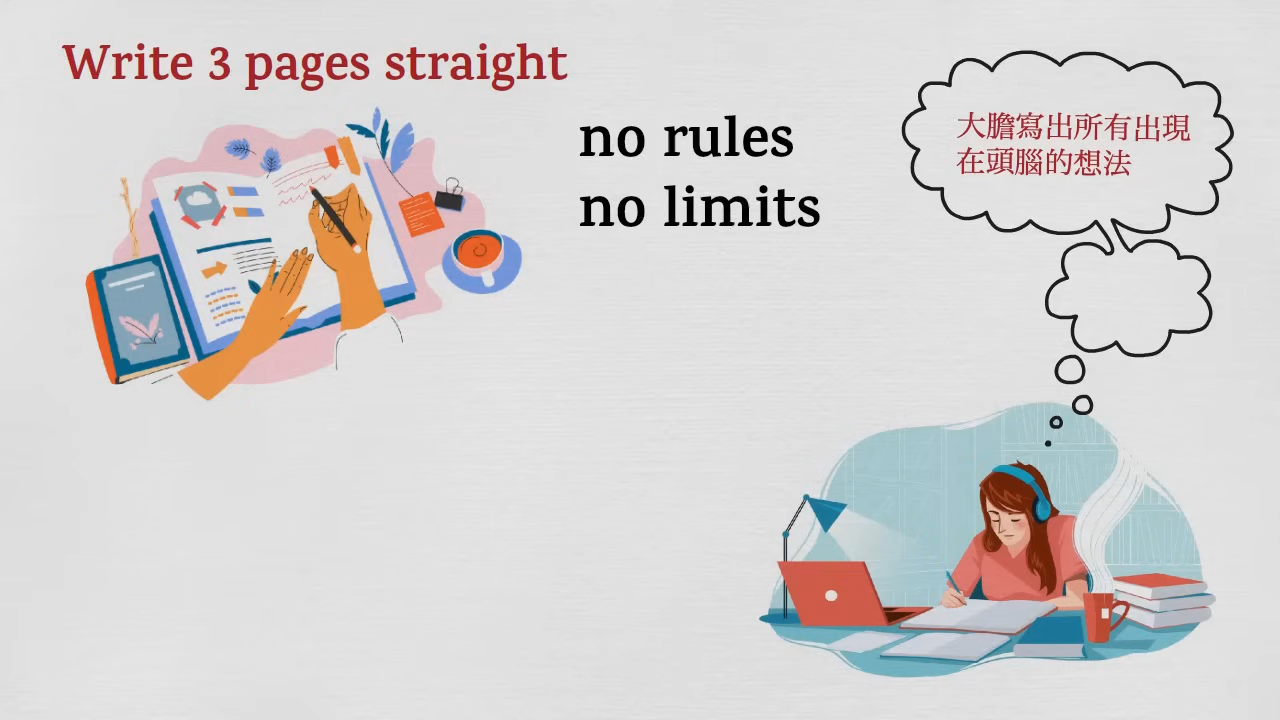 Write 3 pages straight
no rules
no limits
大膽寫出所有出現
在頭腦的想法